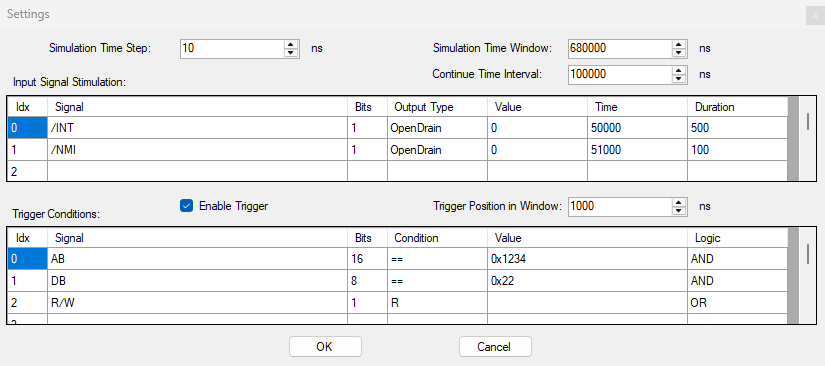 Settings
Simulation Time Step: 10 ns Simulation Time Window: 680000 ns
Continue Time Interval: 100000 ns
Input Signal Stimulation:
Idx Signal Bits Output Type Value Time Duration
0 /INT 1 OpenDrain 0 50000 500
1 /NMI 1 OpenDrain 0 51000 100
2
Enable Trigger Trigger Position in Window: 1000 ns
Trigger Conditions:
Idx Signal Bits Condition Value Logic
0 AB 16 == 0x1234 AND
1 DB 8 == 0x22 AND
2 R/W 1 R OR
OK Cancel